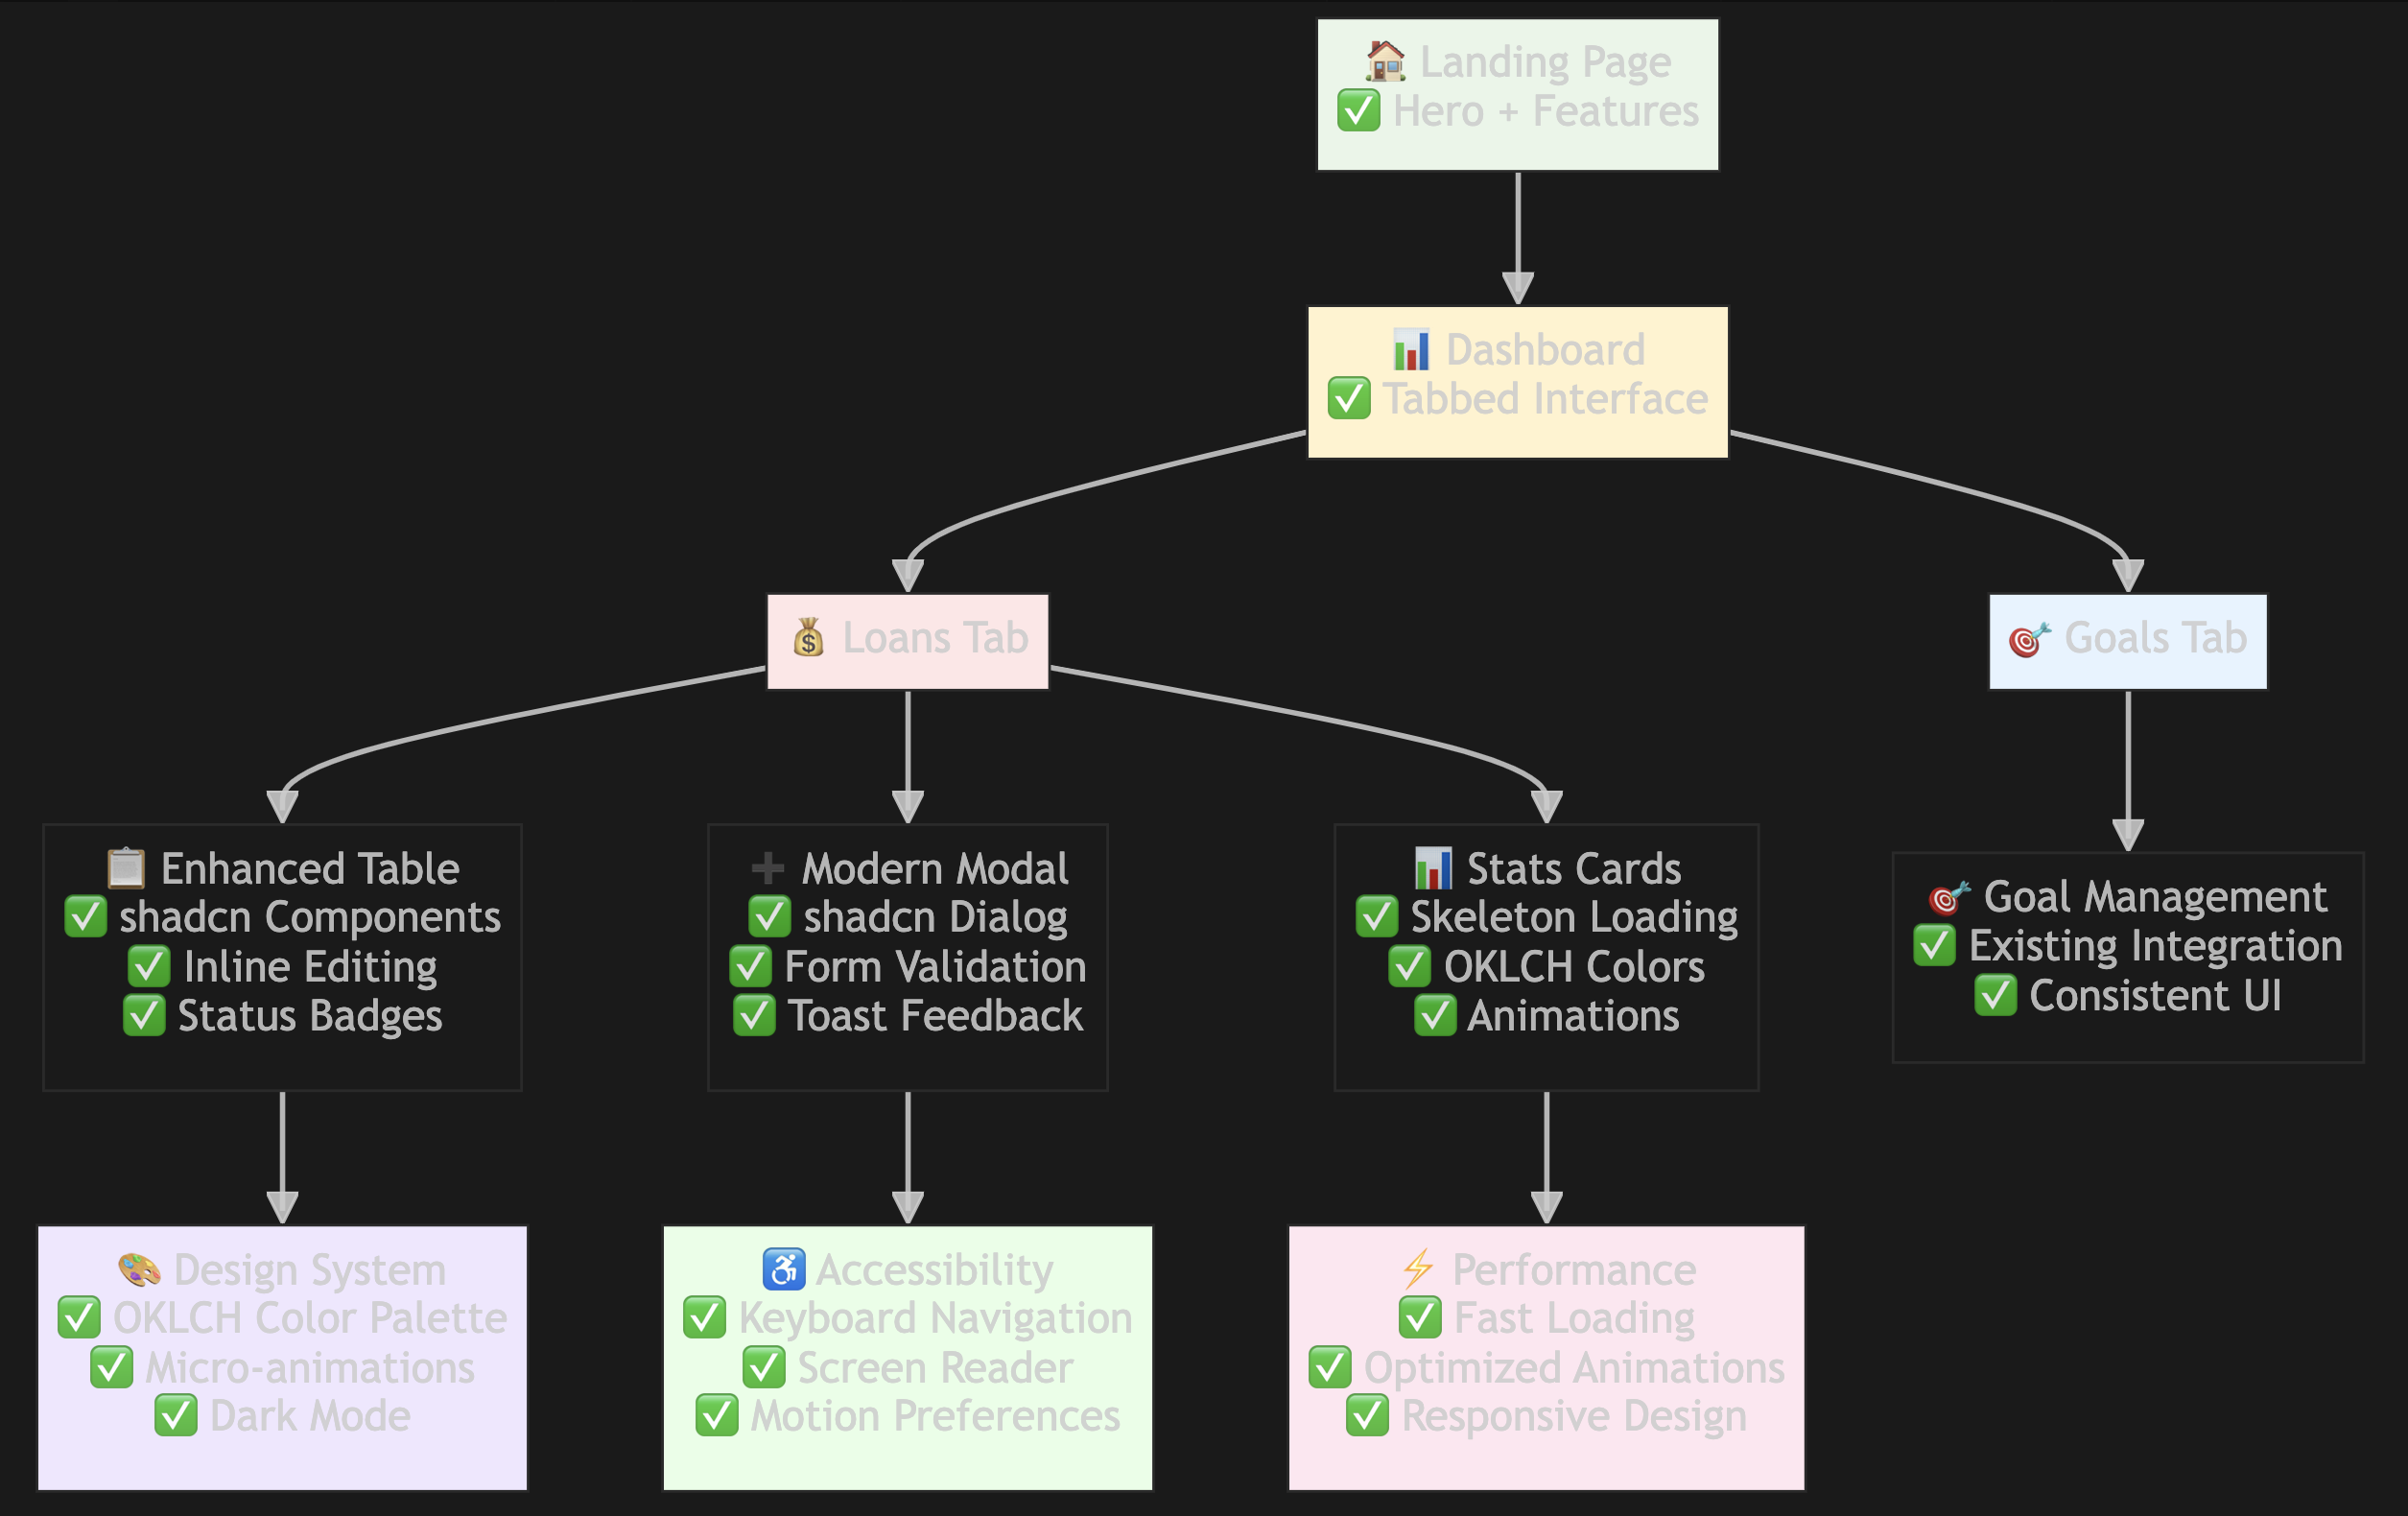 🏠 Landing Page
✅ Hero + Features
📊 Dashboard
✅ Tabbed Interface
💰 Loans Tab
🎯 Goals Tab
📋 Enhanced Table
✅ shadcn Components
✅ Inline Editing
✅ Status Badges
➕ Modern Modal
✅ shadcn Dialog
✅ Form Validation
✅ Toast Feedback
📊 Stats Cards
✅ Skeleton Loading
✅ OKLCH Colors
✅ Animations
🎯 Goal Management
✅ Existing Integration
✅ Consistent UI
🎨 Design System
✅ OKLCH Color Palette
✅ Micro-animations
✅ Dark Mode
♿ Accessibility
✅ Keyboard Navigation
✅ Screen Reader
✅ Motion Preferences
⚡ Performance
✅ Fast Loading
✅ Optimized Animations
✅ Responsive Design